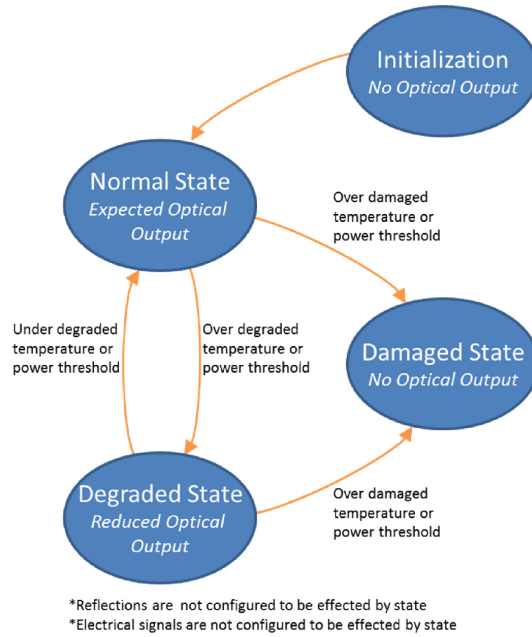 Initialization
No Optical Output
Normal State
Expected Optical
Output
Over damaged
temperature or
power threshold
Under degraded
temperature or
power threshold
Over degraded
temperature or
power threshold
Damaged State
No Optical Output
Degraded State
Reduced Optical
Output
Over damaged
temperature or
power threshold
*Reflections are not configured to be effected by state
*Electrical signals are not configured to be effected by state